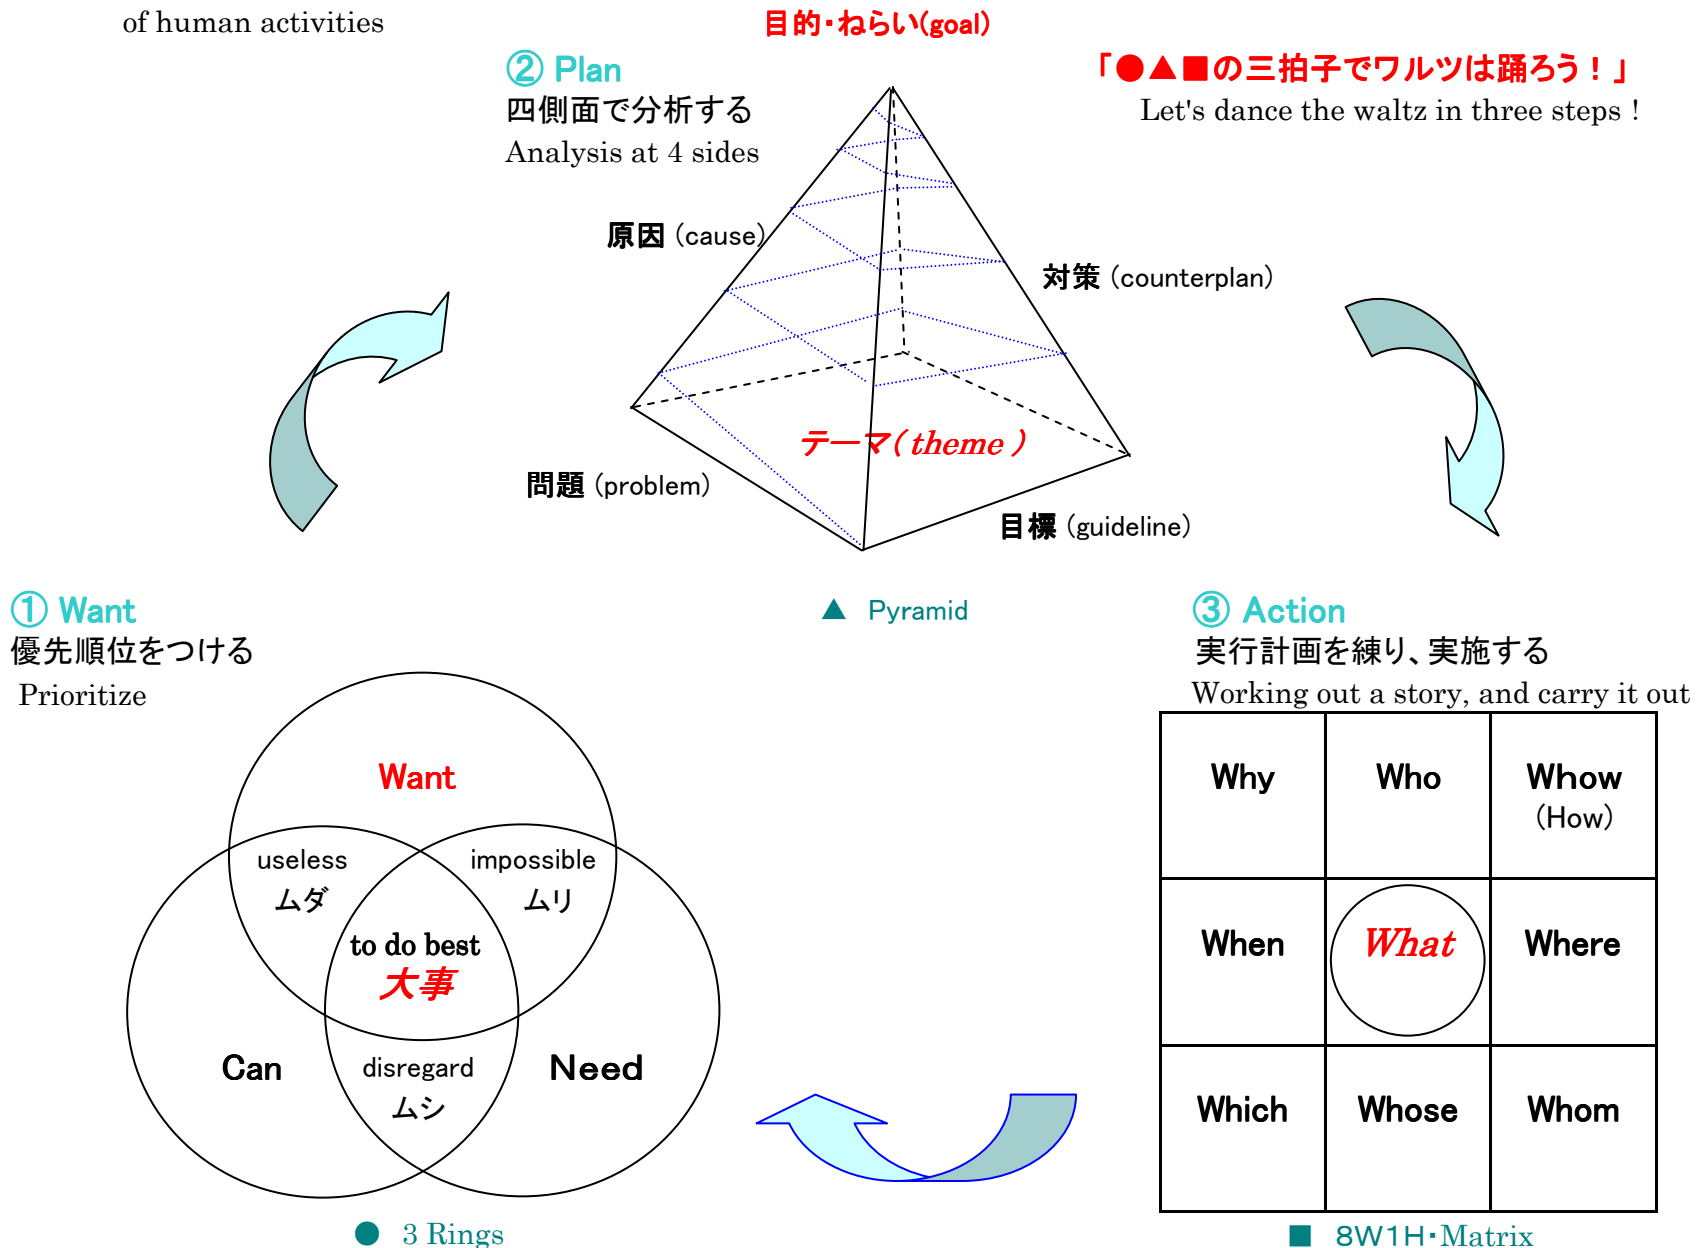 of human activities
目的・ねらい(goal)
② Plan
四側面で分析する
Analysis at 4 sides
「●▲■の三拍子でワルツは踊ろう！」
Let's dance the waltz in three steps !
原因 (cause)
対策 (counterplan)
テーマ( theme )
問題 (problem)
目標 (guideline)
▲ Pyramid
① Want
優先順位をつける
Prioritize
Want
useless
ムダ
impossible
ムリ
to do best
大事
Can
disregard
ムシ
Need
● 3 Rings
③ Action
実行計画を練り、実施する
Working out a story, and carry it out
Why Who Whow
(How)
When What Where
Which Whose Whom
■ 8W1H・Matrix